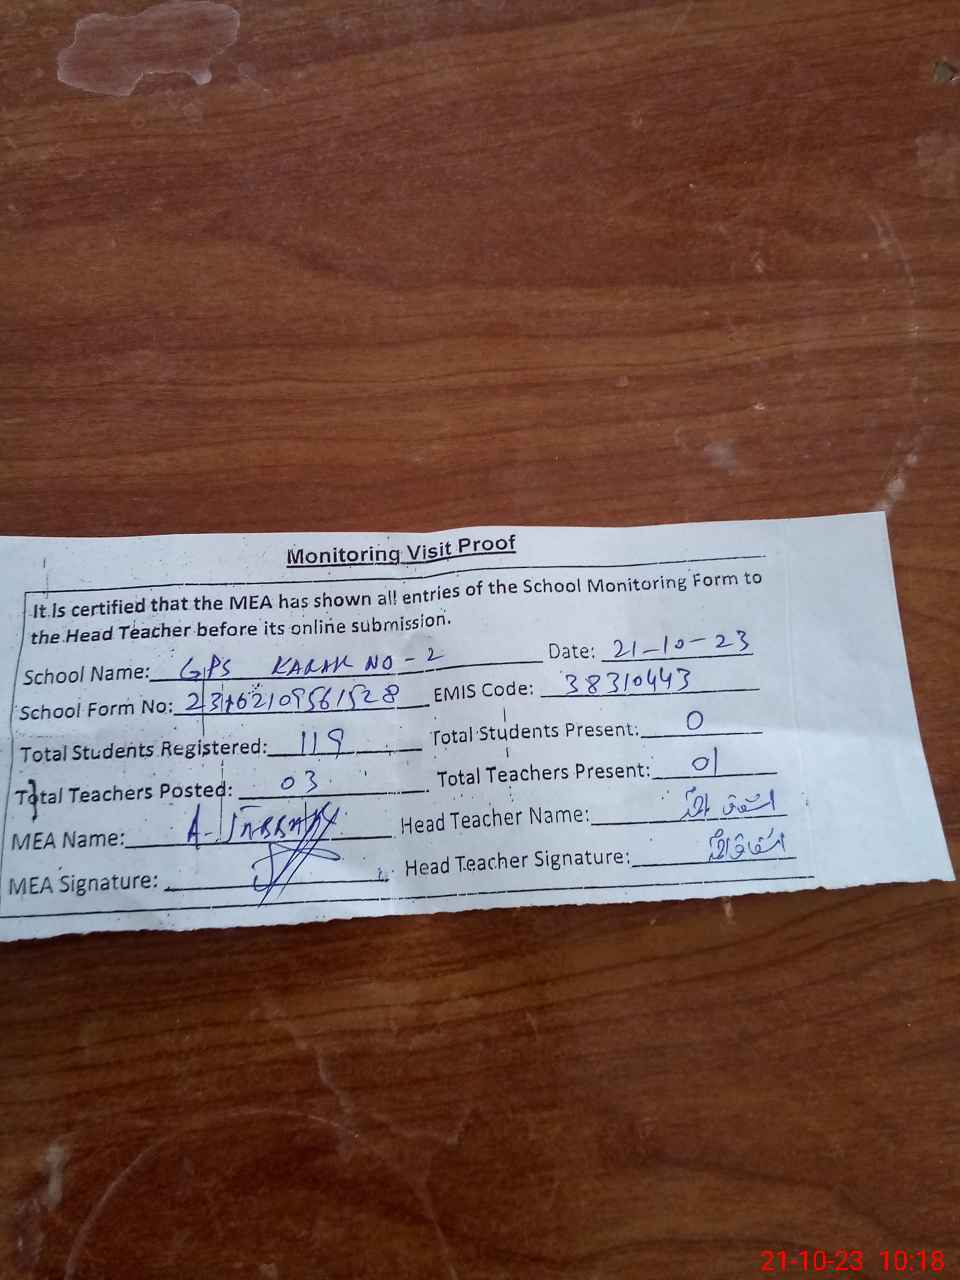 Monitoring Visit Proof
It is certified that the MEA has shown all entries of the School Monitoring Form to
the Head Teacher before its online submission.
School Name: GPS KARAK NO - 2 Date: 21-10-23
School Form No: EMIS Code: 38310443
Total Students Registered: 119 Total Students Present: 0
Total Teachers Posted: 03 Total Teachers Present: 01
MEA Name: A- Head Teacher Name:
MEA Signature: Head Teacher Signature:
21-10-23 10:18